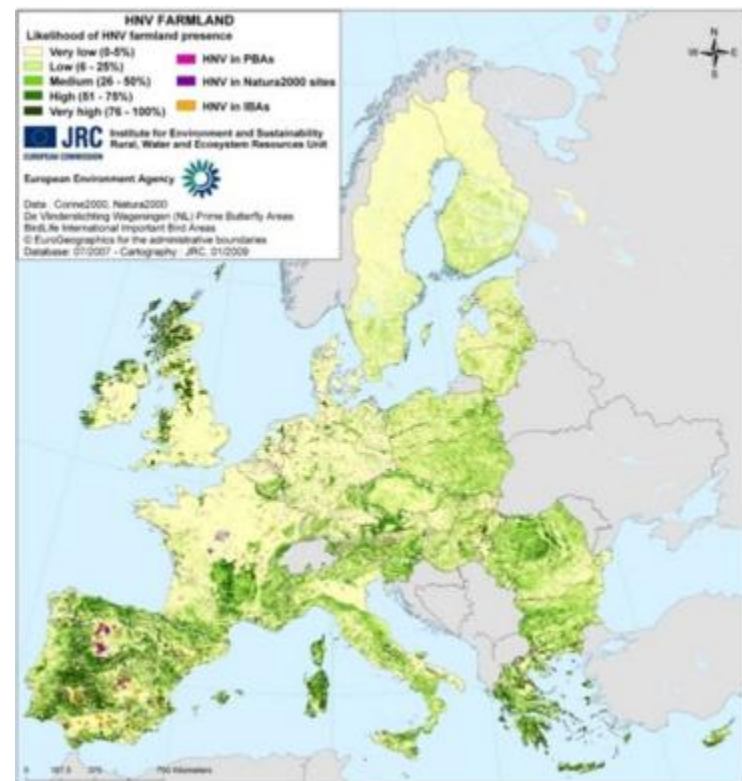 HNV FARMLAND
Likelihood of HNV farmland presence
Very low (0-5%)
Low (6 - 25%)
Medium (26 - 50%)
High (51 - 75%)
Very high (76 - 100%)
HNV in PBAs
HNV in Natura2000 sites
HNV in IBAs
JRC
EUROPEAN COMMISSION
Institute for Environment and Sustainability
Rural, Water and Ecosystem Resources Unit
European Environment Agency
Data : Corine2000, Natura2000
De Vlinderstichting Wageningen (NL) Prime Butterfly Areas
BirdLife International Important Bird Areas
© EuroGeographics for the administrative boundaries
Database: 07/2007 - Cartography : JRC, 01/2009
N
W
E
S
0 187.5 375 750 Kilometers